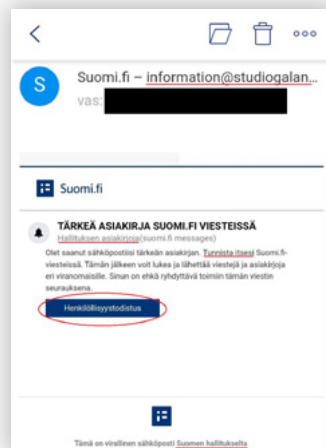 S
Suomi.fi – information@studiogalan...
vas:
Suomi.fi
TÄRKEÄ ASIAKIRJA SUOMI.FI VIESTEISSÄ
Hallituksen asiakirjoja(suomi.fi messages)
Olet saanut sähköpostiisi tärkeän asiakirjan. Tunnista itsesi Suomi.fi-
viesteissä. Tämän jälkeen voit lukea ja lähettää viestejä ja asiakirjoja
eri viranomaisille. Sinun on ehkä ryhdyttävä toimiin tämän viestin
seurauksena.
Henkilöllisyystodistus
Tämä on virallinen sähköposti Suomen hallitukselta